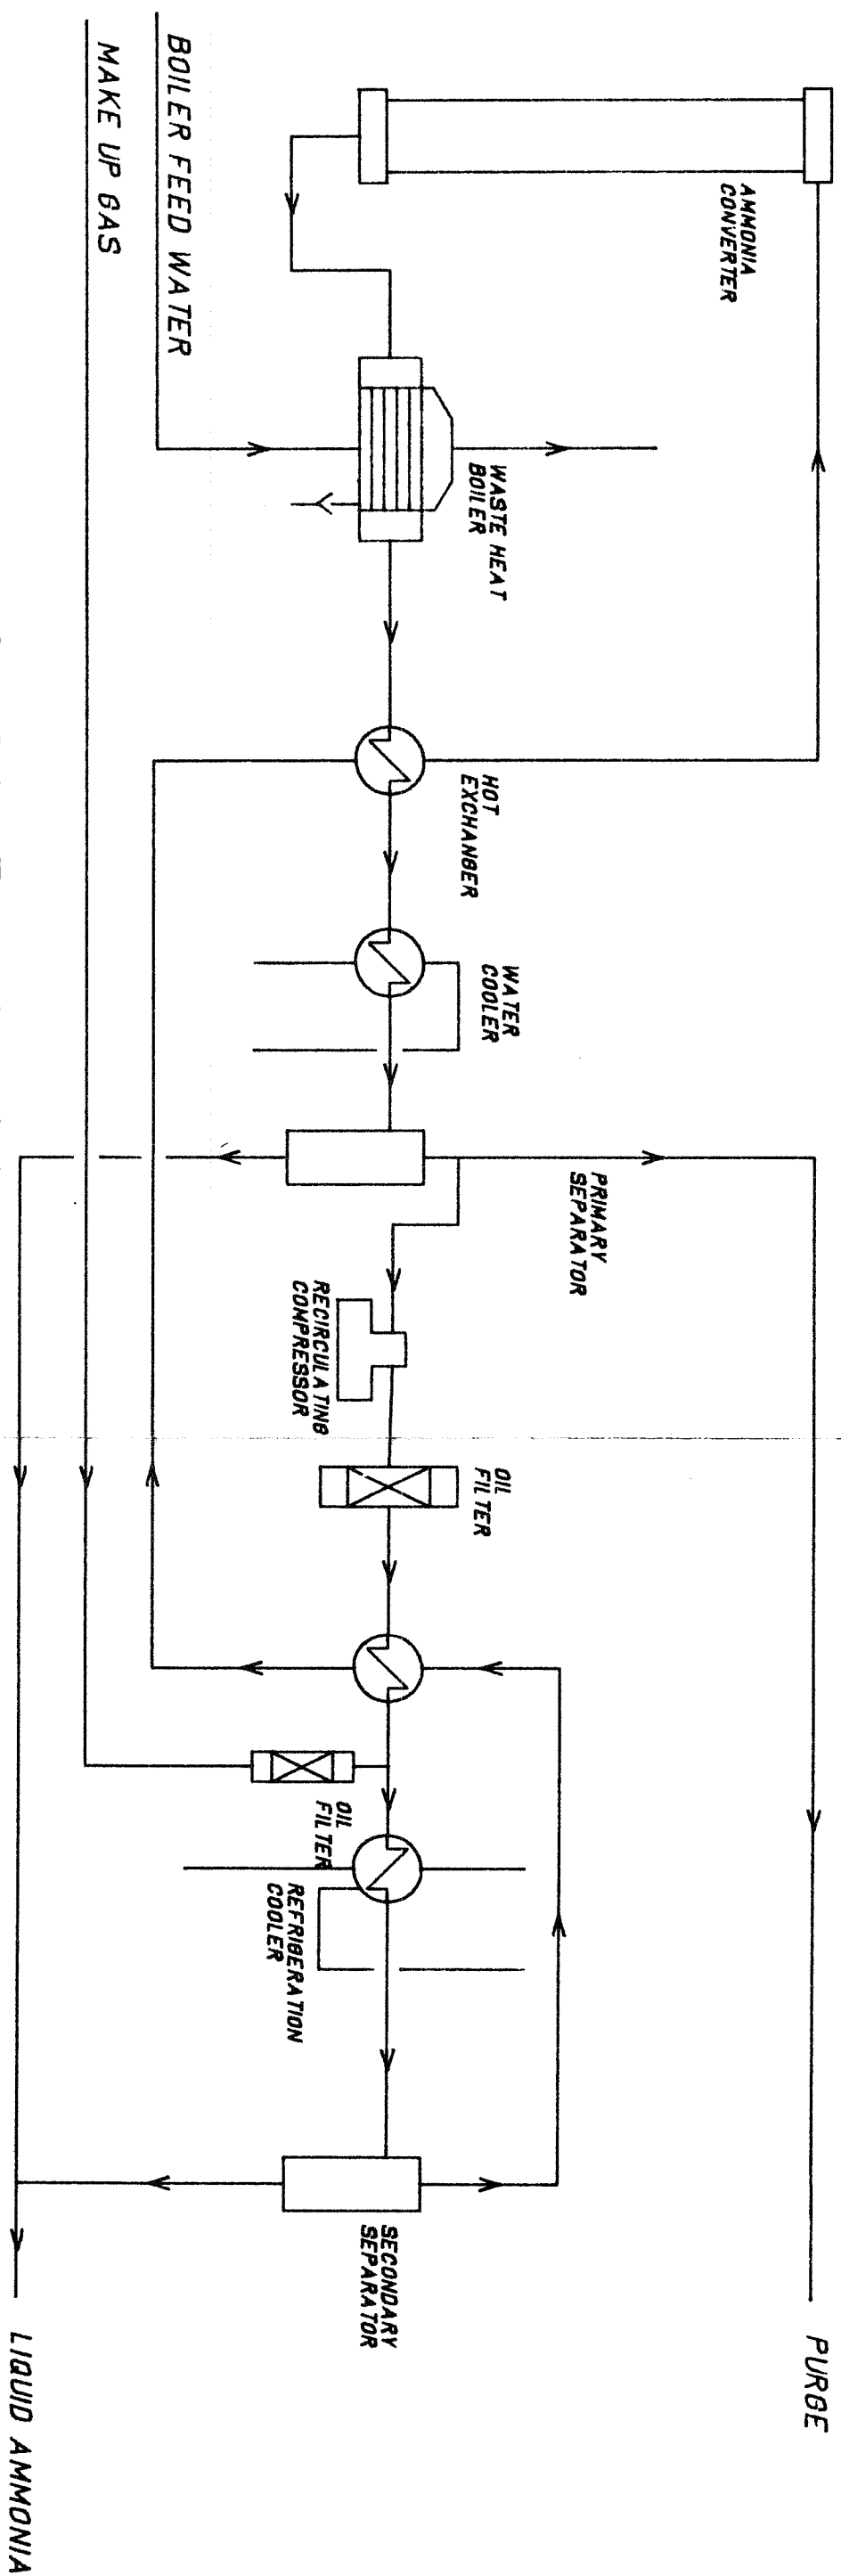 AMMONIA
CONVERTER
PURGE
PRIMARY
SEPARATOR
WASTE HEAT
BOILER
HOT
EXCHANGER
WATER
COOLER
OIL
FILTER
RECIRCULATING
COMPRESSOR
OIL
FILTER
REFRIGERATION
COOLER
SECONDARY
SEPARATOR
BOILER FEED WATER
MAKE UP GAS
LIQUID AMMONIA